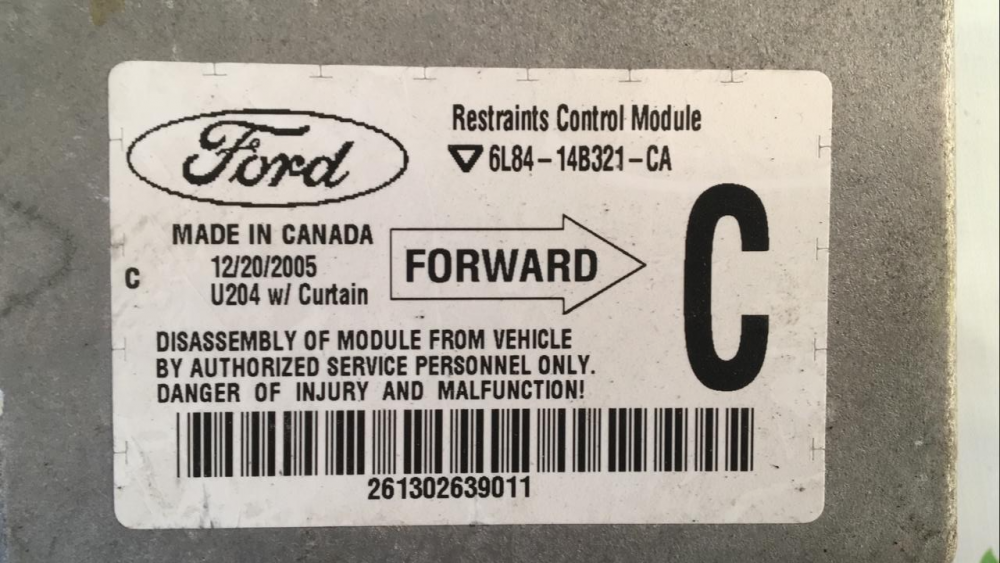 Ford
Restraints Control Module
6L84-14B321-CA
MADE IN CANADA
12/20/2005
U204 w/ Curtain
C
FORWARD
C
DISASSEMBLY OF MODULE FROM VEHICLE
BY AUTHORIZED SERVICE PERSONNEL ONLY.
DANGER OF INJURY AND MALFUNCTION!
261302639011